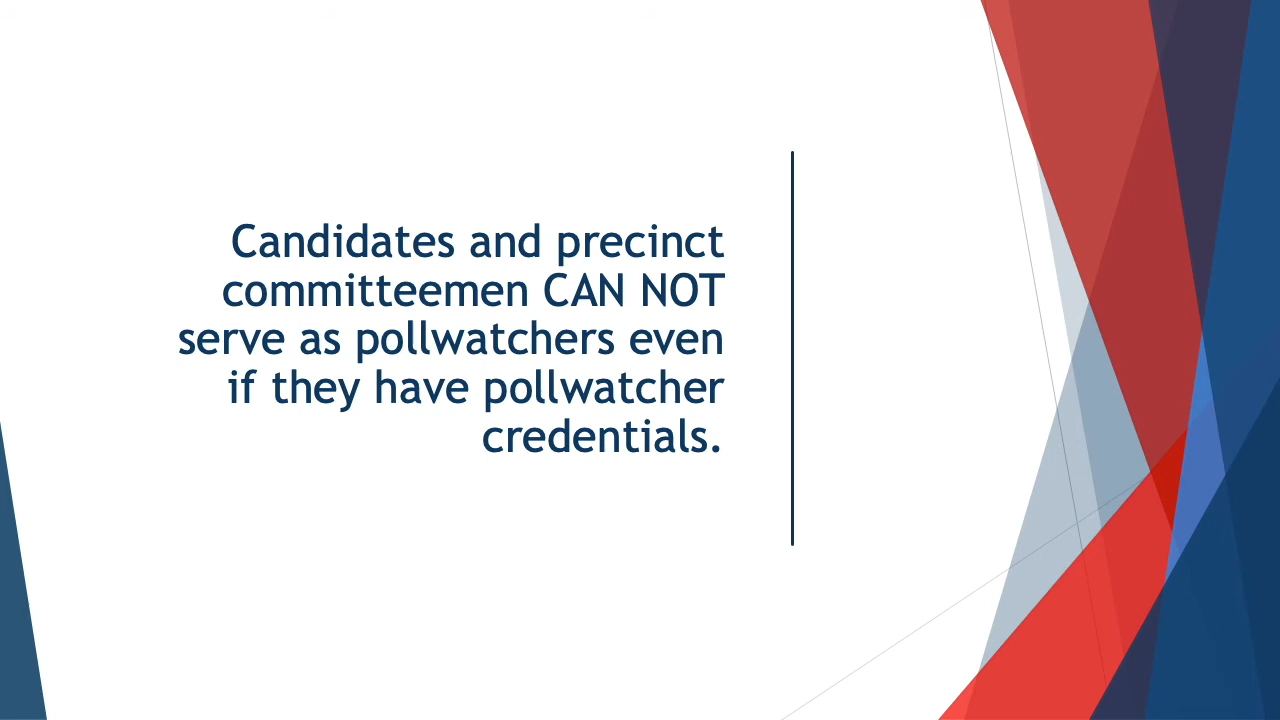 Candidates and precinct
committeemen CAN NOT
serve as pollwatchers even
if they have pollwatcher
credentials.